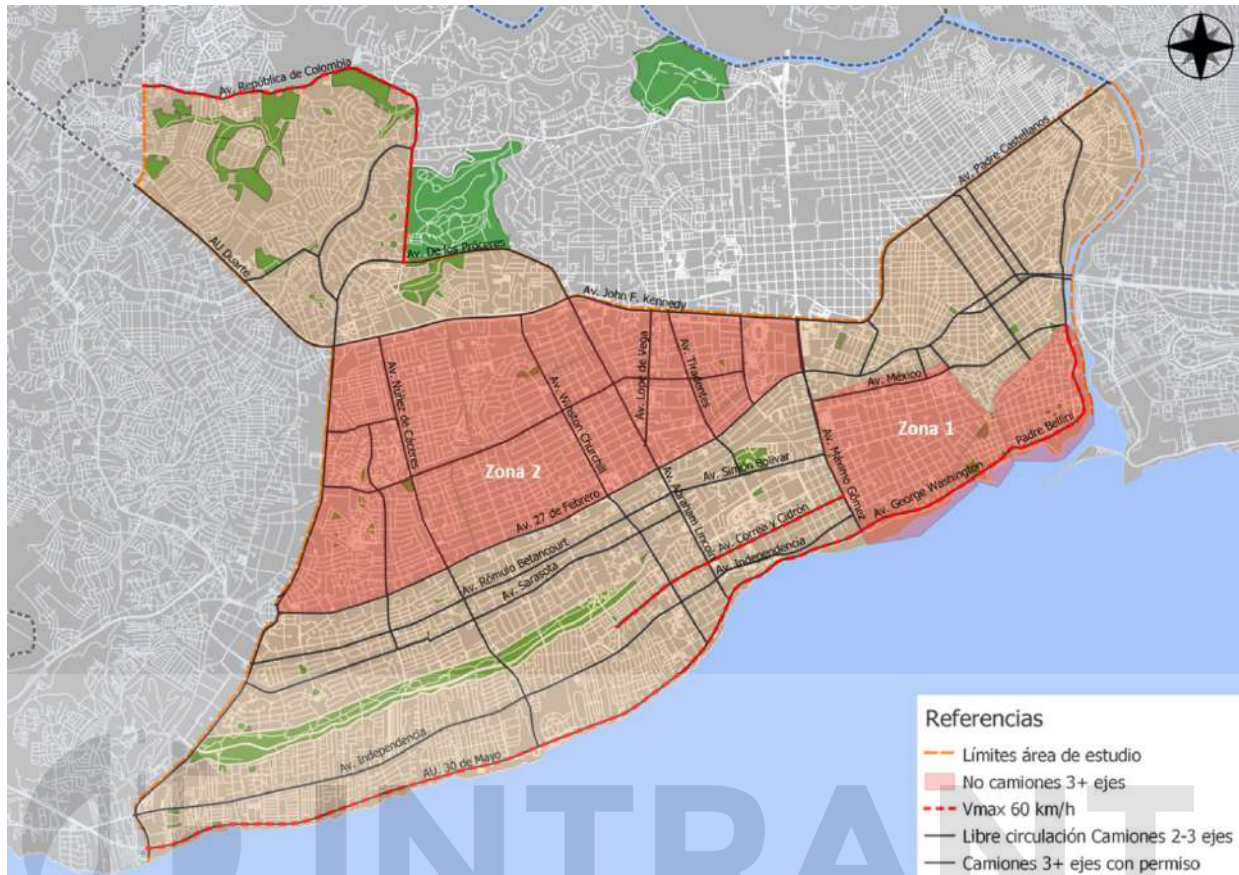 Av. República de Colombia
Av. Padre Castellanos
AU Duarte
Av. De los Proceres
Av. John F. Kennedy
Av. Núñez de Cáceres
Av. Winston Churchill
Av. Lope de Vega
Av. Tiradentes
Av. México
Zona 1
Padre Bellini
Zona 2
Av. Simón Bolívar
Av. Máximo Gómez
Av. George Washington
Av. 27 de Febrero
Av. Abraham Lincoln
Av. Correa y Cidrón
Av. Rómulo Betancourt
Av. Independencia
Av. Sarasota
Av. Independencia
AU. 30 de Mayo
Referencias
Límites área de estudio
No camiones 3+ ejes
Vmax 60 km/h
Libre circulación Camiones 2-3 ejes
Camiones 3+ ejes con permiso
INTRANT